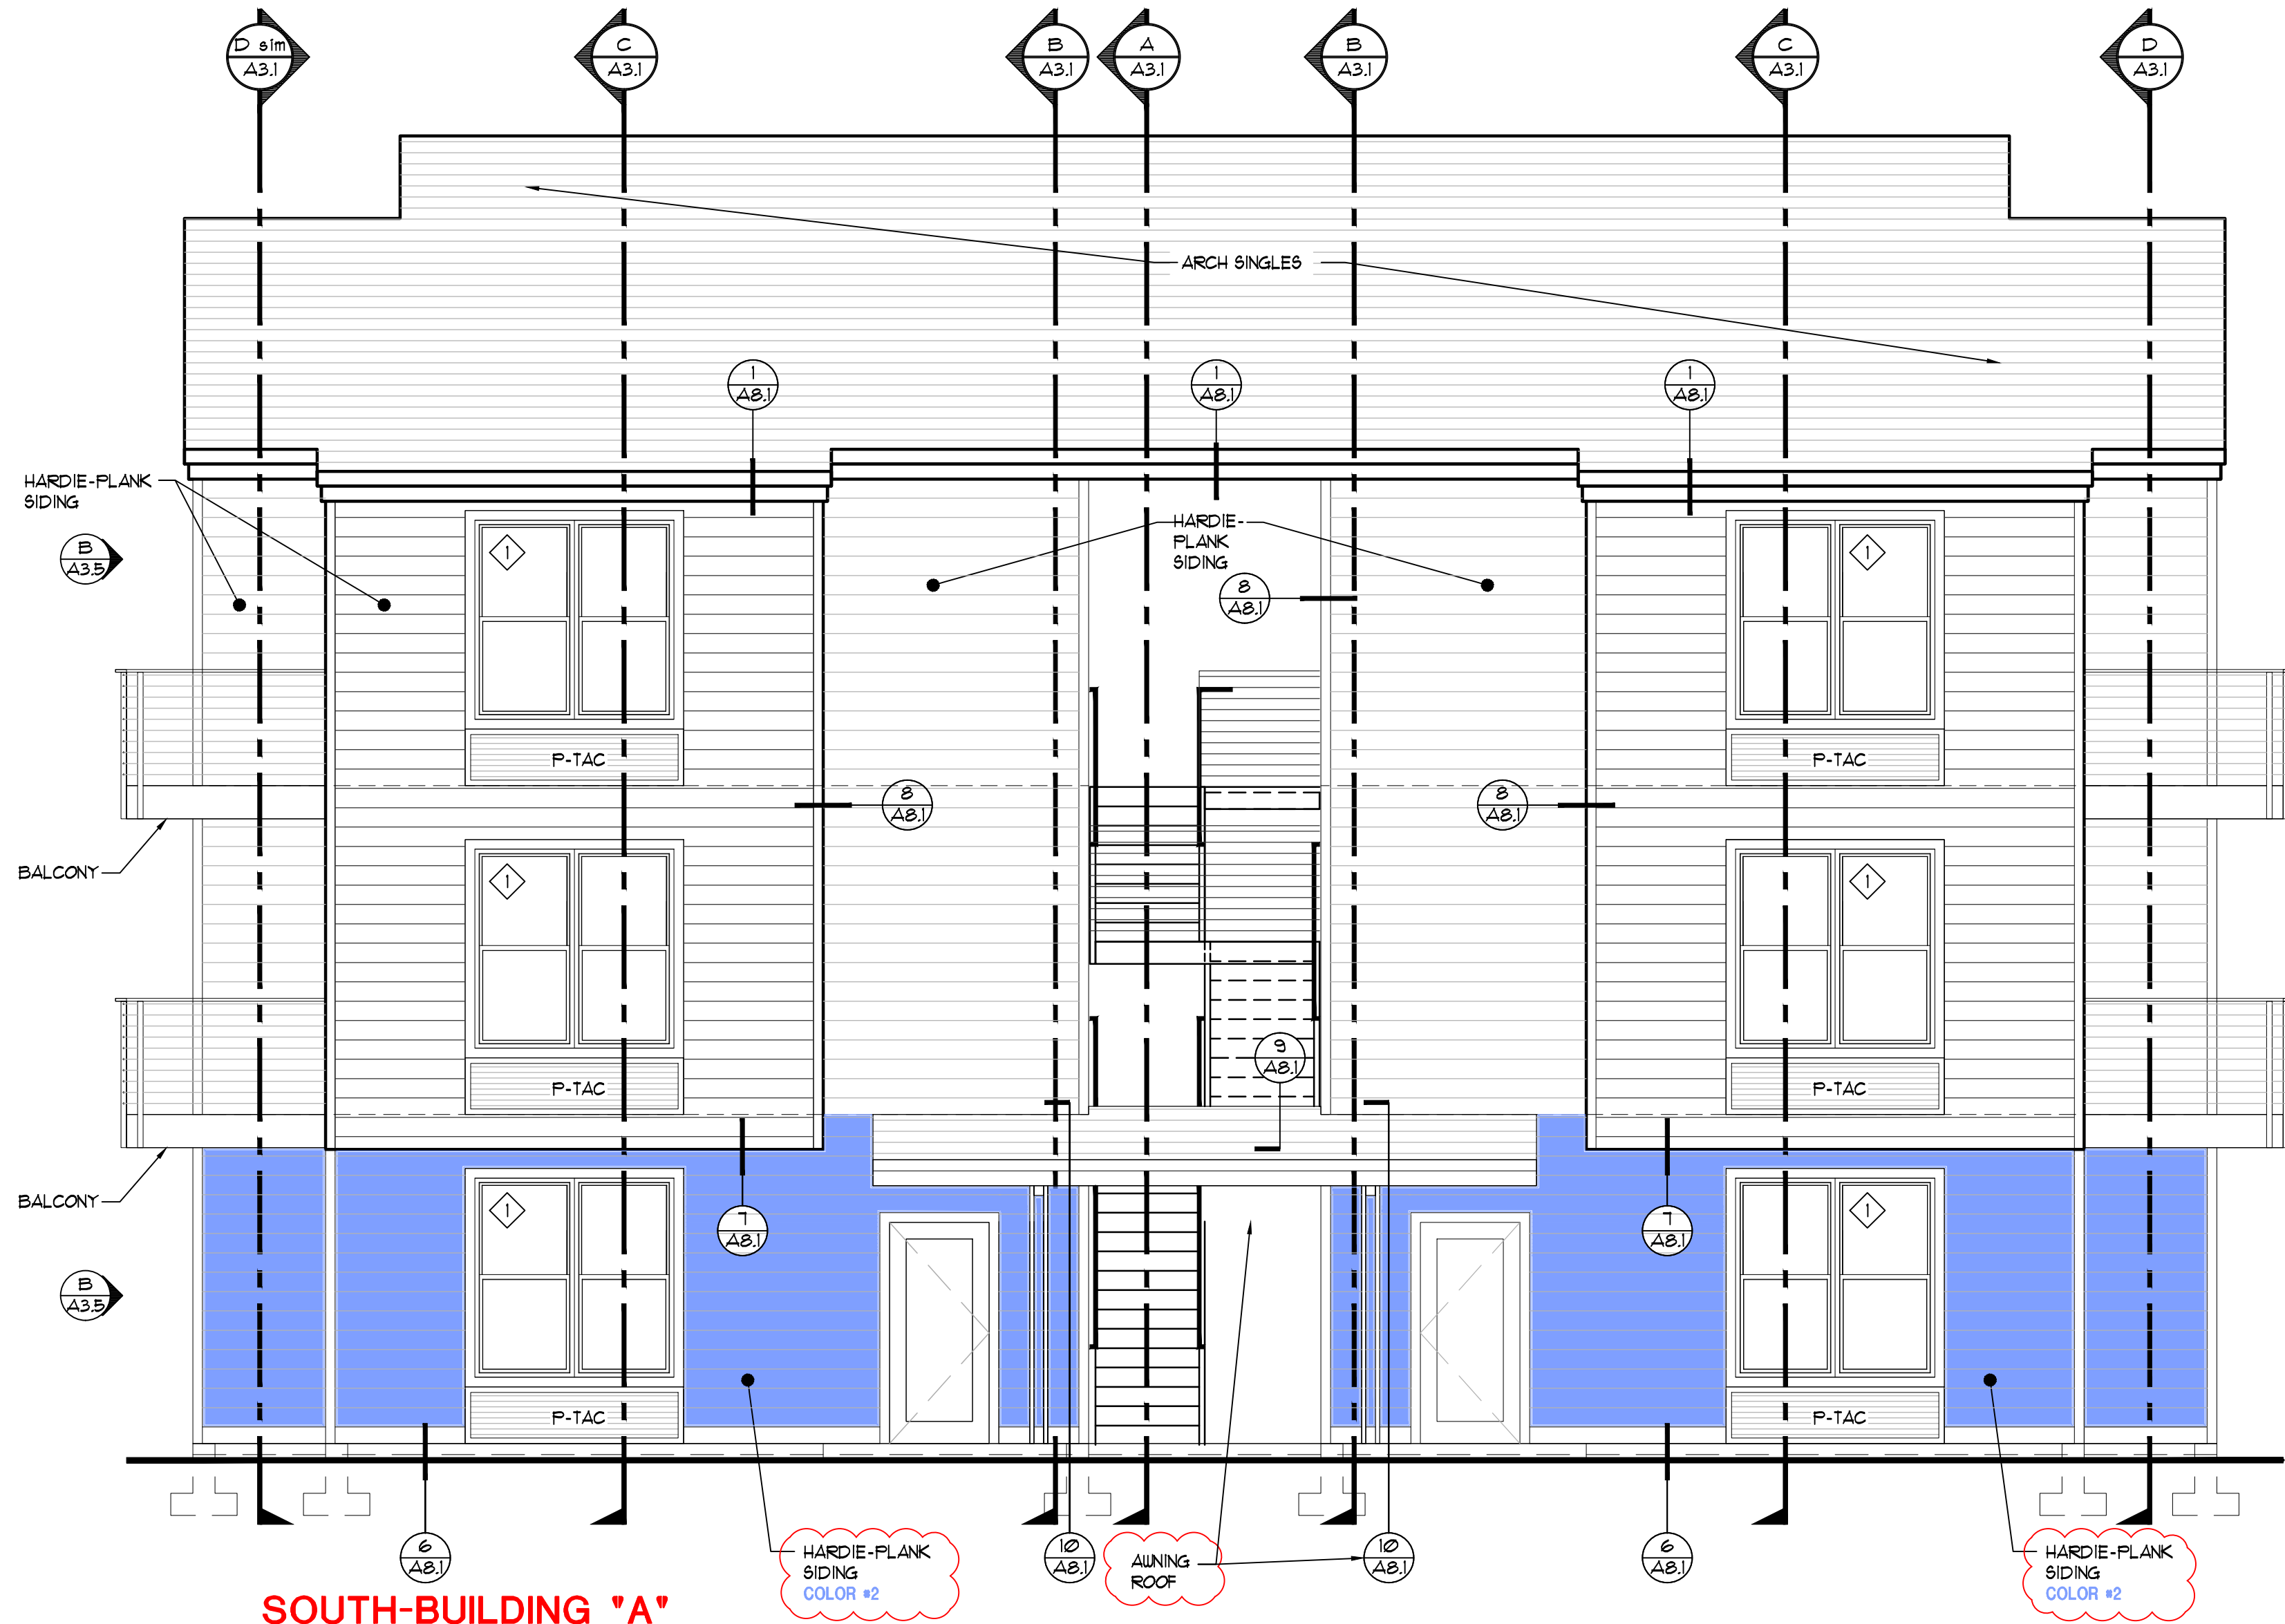 D sim
A3.1
C
A3.1
B
A3.1
A
A3.1
B
A3.1
C
A3.1
D
A3.1
ARCH SINGLES
1
A8.1
1
A8.1
1
A8.1
HARDIE-PLANK
SIDING
HARDIE-
PLANK
SIDING
B
A3.5
1
1
8
A8.1
P-TAC
P-TAC
8
A8.1
8
A8.1
BALCONY
1
1
9
A8.1
P-TAC
P-TAC
BALCONY
1
1
7
A8.1
7
A8.1
B
A3.5
P-TAC
P-TAC
6
A8.1
HARDIE-PLANK
SIDING
COLOR #2
10
A8.1
AWNING
ROOF
10
A8.1
6
A8.1
HARDIE-PLANK
SIDING
COLOR #2
SOUTH-BUILDING "A"